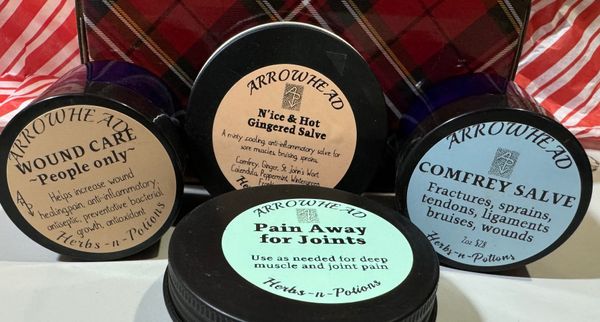 ARROWHEAD
WOUND CARE
~People only~
Helps increase wound
healing, pain, anti-inflammatory,
antiseptic, preventative bacterial
growth, antioxidant
Herbs-n-Potions
ARROWHEAD
N'ice & Hot
Gingered Salve
A minty, cooling, anti-inflammatory salve for
sore muscles, bruising, sprains.
Comfrey, Ginger, St. John's Wort,
Calendula, Peppermint, Wintergreen
ARROWHEAD
COMFREY SALVE
Fractures, sprains,
tendons, ligaments
bruises, wounds
2oz $28
Herbs-n-Potions
ARROWHEAD
Pain Away
for Joints
Use as needed for deep
muscle and joint pain
Herbs-n-Potions